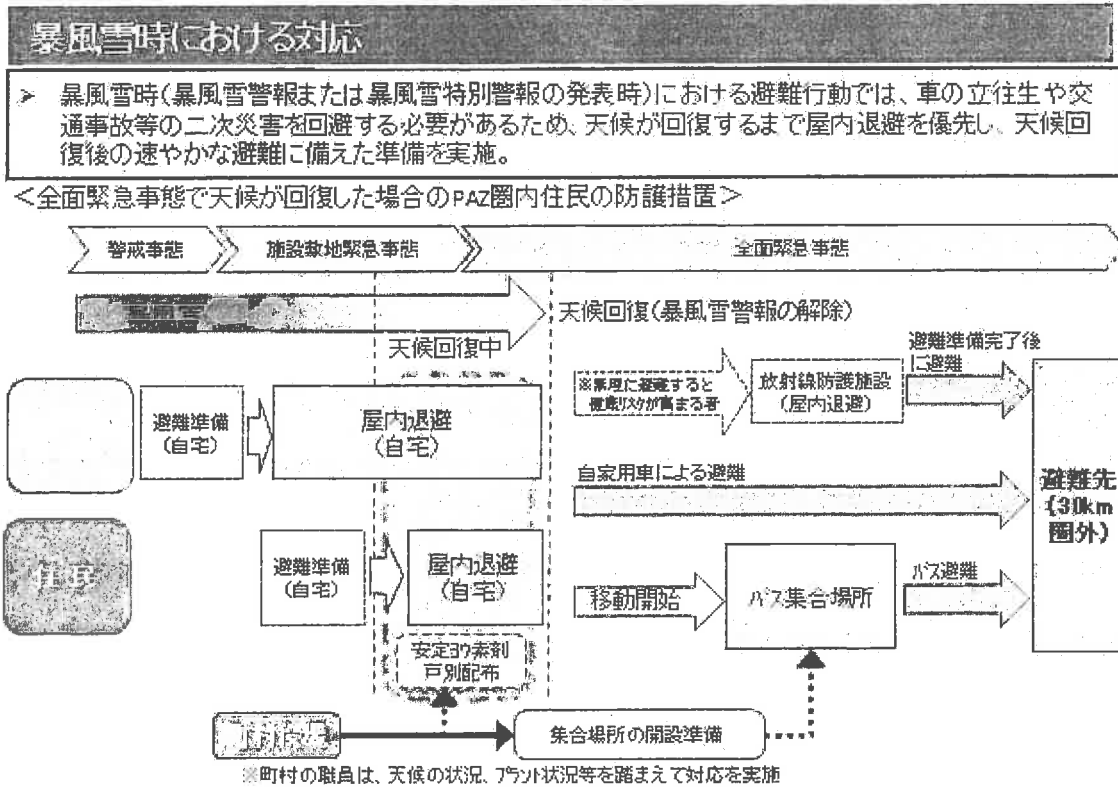 暴風雪時における対応
➢ 暴風雪時(暴風雪警報または暴風雪特別警報の発表時)における避難行動では、車の立往生や交
通事故等の二次災害を回避する必要があるため、天候が回復するまで屋内退避を優先し、天候回
復後の速やかな避難に備えた準備を実施。
＜全面緊急事態で天候が回復した場合のPAZ圏内住民の防護措置＞
警戒事態
施設敷地緊急事態
全面緊急事態
暴風雪
天候回復(暴風雪警報の解除)
天候回復中
避難準備
(自宅)
屋内退避
(自宅)
※無理に避難すると
健康リスクが高まる者
放射線防護施設
(屋内退避)
避難準備完了後
に避難
自家用車による避難
避難先
(30km
圏外)
住民
避難準備
(自宅)
屋内退避
(自宅)
移動開始
バス集合場所
バス避難
安定ヨウ素剤
戸別配布
集合場所の開設準備
※町村の職員は、天候の状況、プラント状況等を踏まえて対応を実施